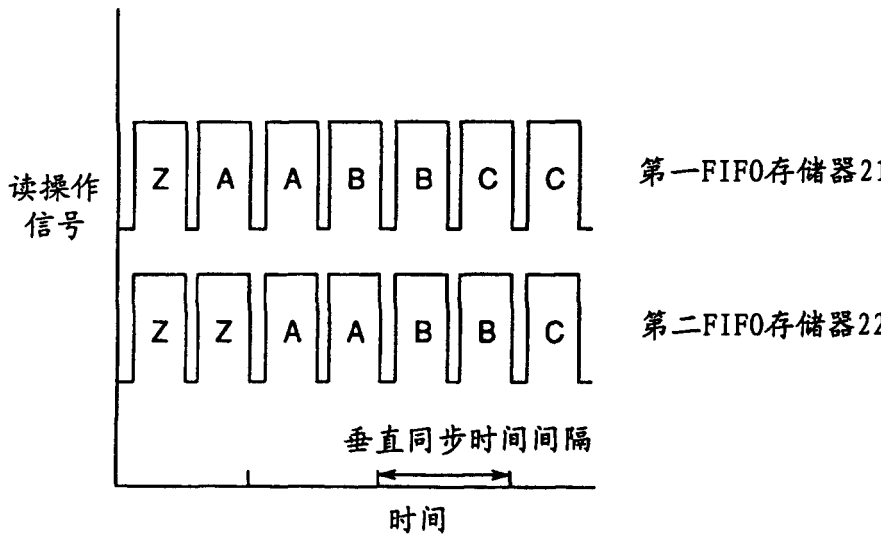 读操作
信号
Z A A B B C C
第一FIFO存储器21
Z Z A A B B C
第二FIFO存储器22
垂直同步时间间隔
时间